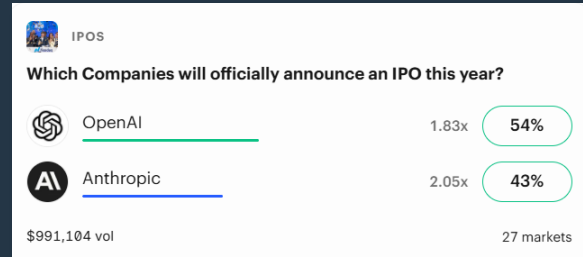 IPOS
Which Companies will officially announce an IPO this year?
OpenAI 1.83x 54%
Anthropic 2.05x 43%
$991,104 vol 27 markets